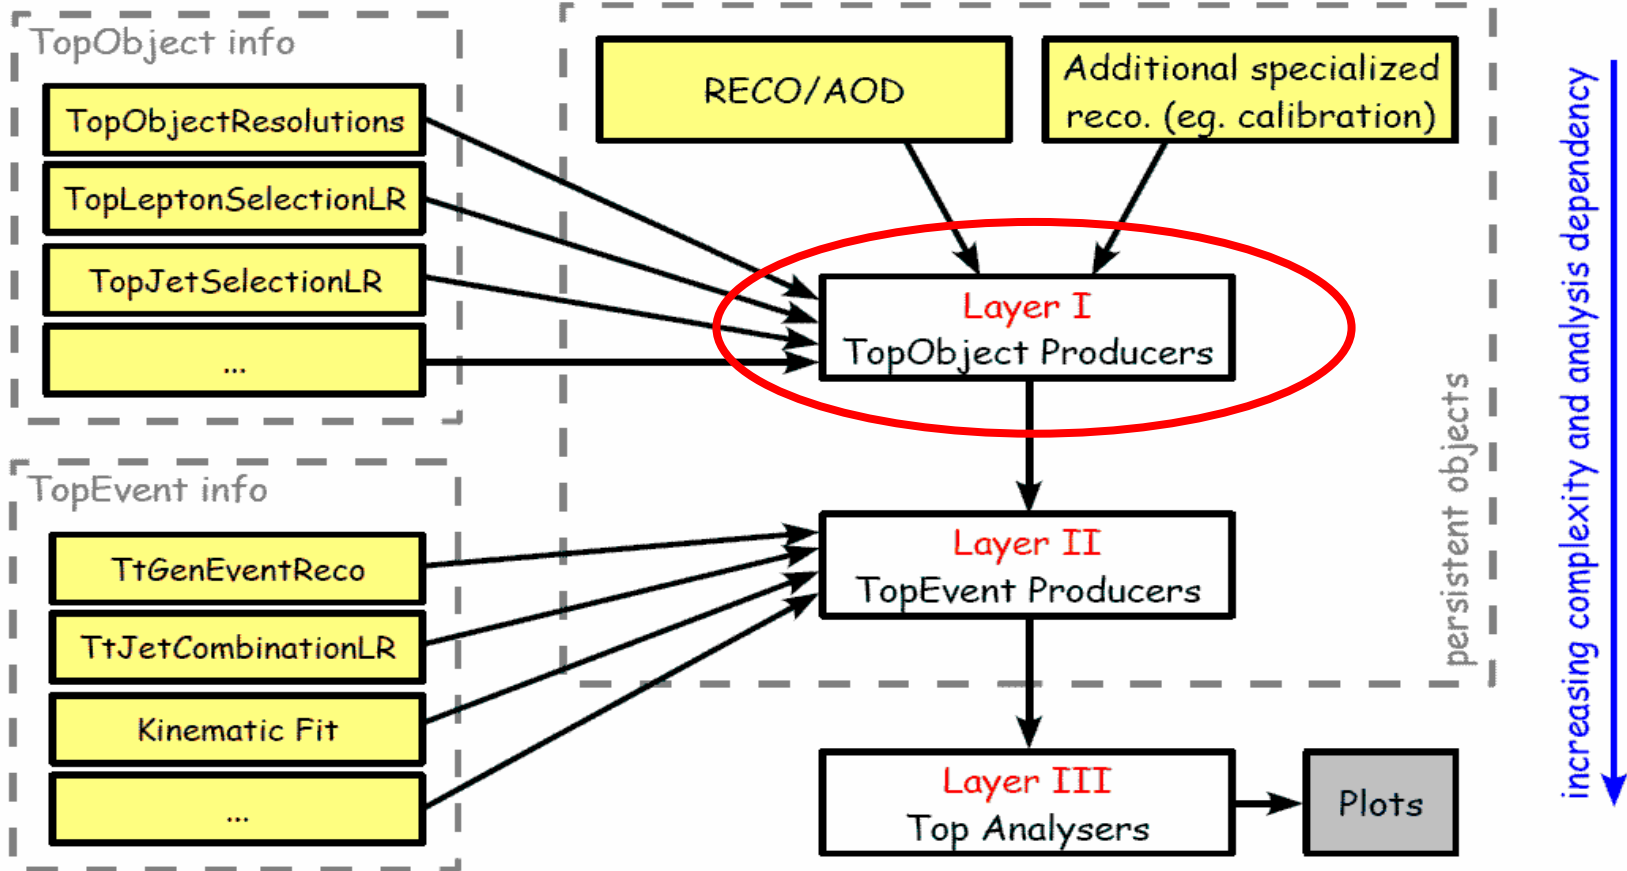 TopObject info
TopObjectResolutions
TopLeptonSelectionLR
TopJetSelectionLR
...
RECO/AOD
Additional specialized
reco. (eg. calibration)
Layer I
TopObject Producers
TopEvent info
TtGenEventReco
TtJetCombinationLR
Kinematic Fit
...
Layer II
TopEvent Producers
persistent objects
Layer III
Top Analysers
Plots
increasing complexity and analysis dependency